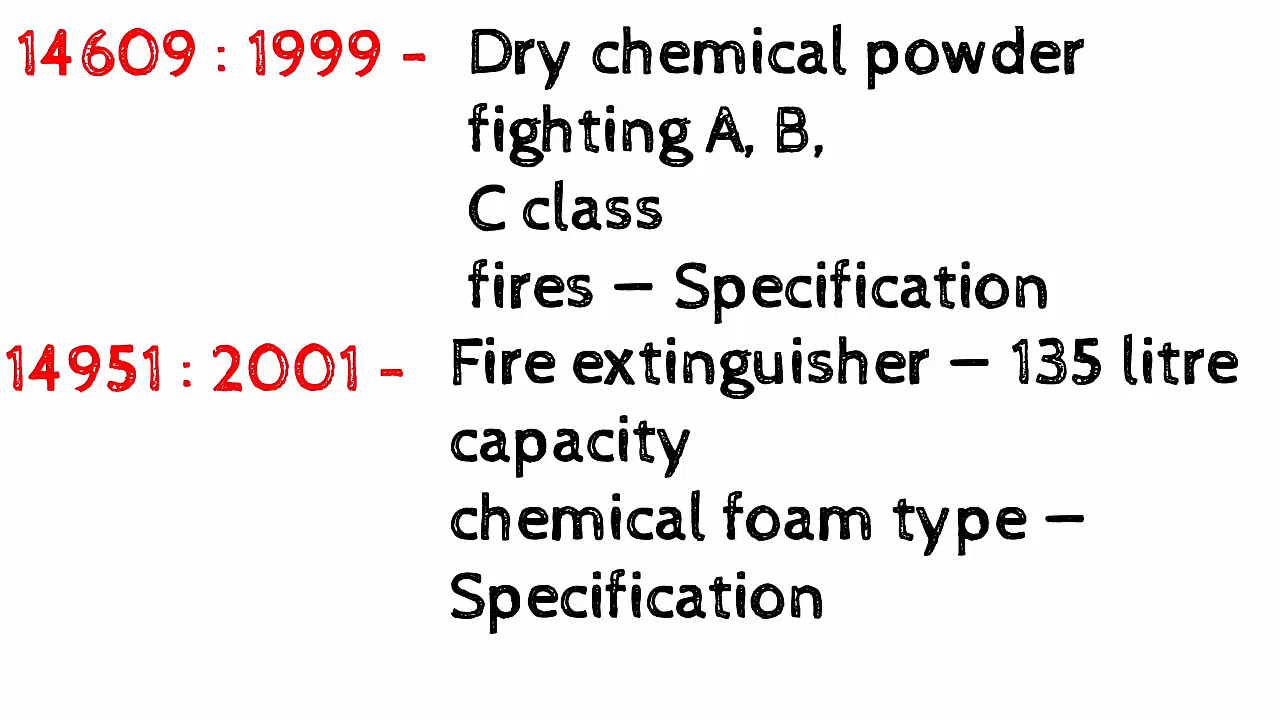 14609 : 1999 - Dry chemical powder
fighting A, B,
C class
fires – Specification
14951 : 2001 - Fire extinguisher – 135 litre
capacity
chemical foam type –
Specification